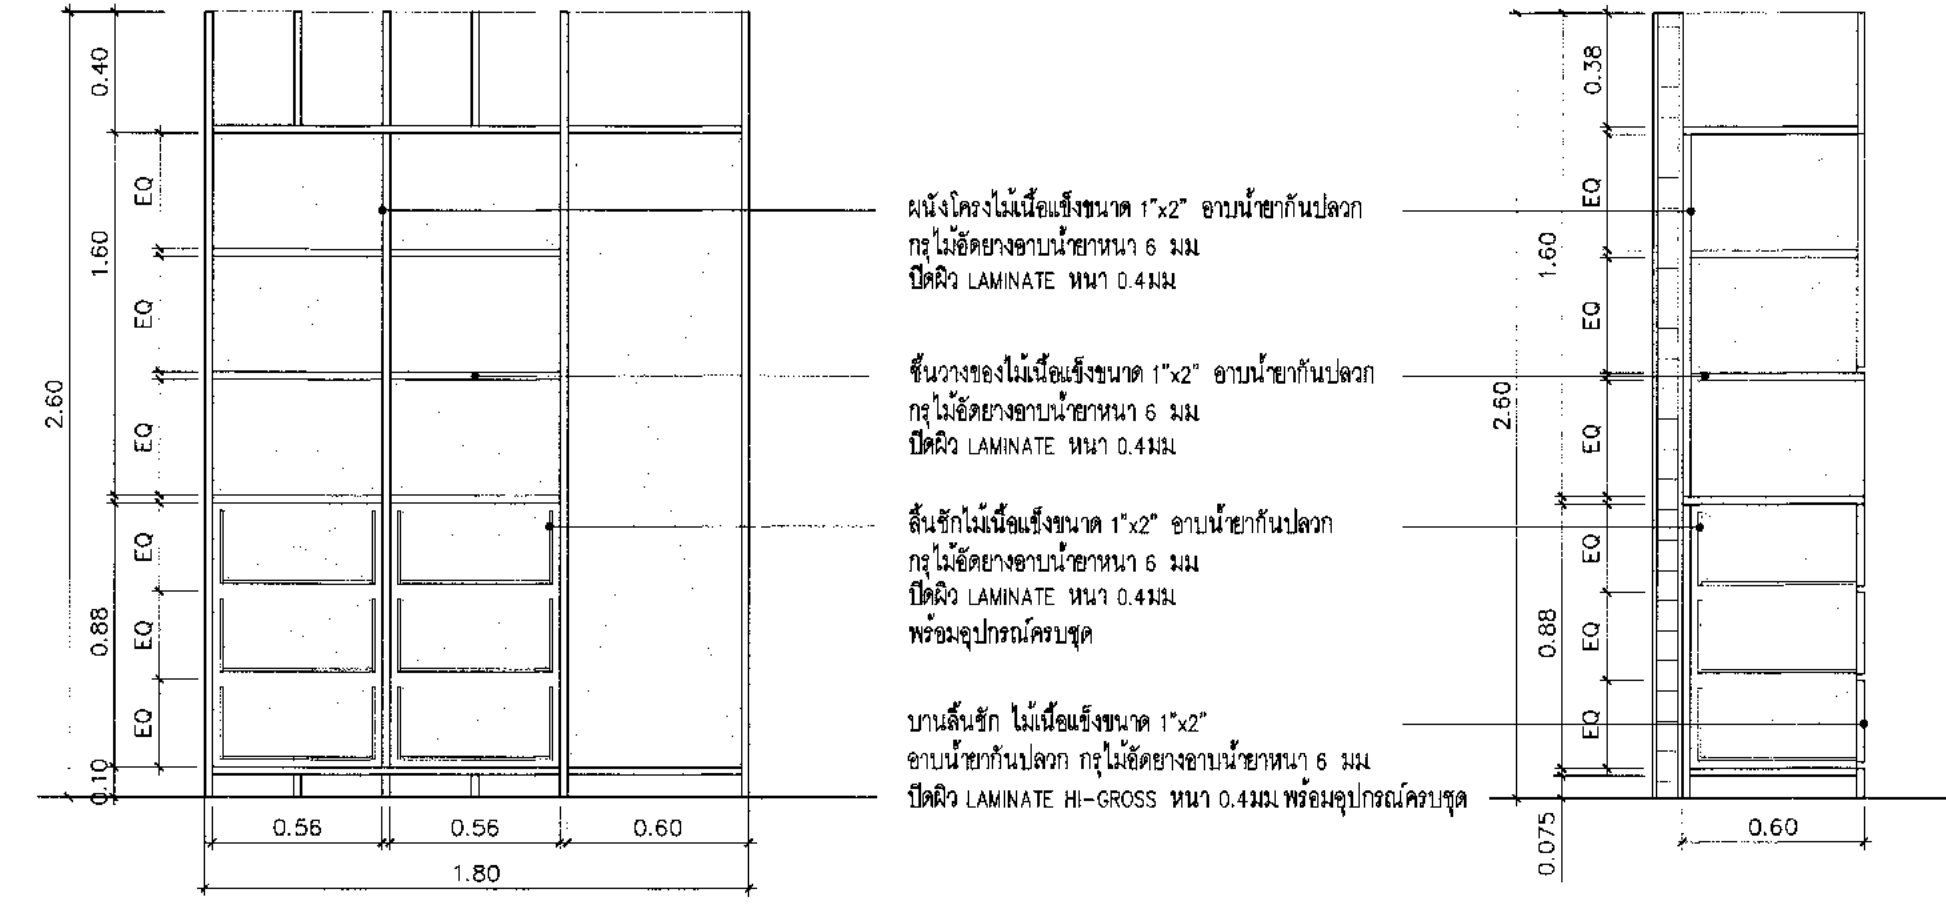 0.40
EQ
1.60
EQ
2.60
EQ
EQ
0.88
EQ
EQ
0.10
0.56
0.56
0.60
1.80
ผนังโครงไม้เนื้อแข็งขนาด 1"x2" อาบน้ำยากันปลวก
กรุไม้อัดยางอาบน้ำยาหนา 6 มม
ปิดผิว LAMINATE หนา 0.4มม
ชั้นวางของไม้เนื้อแข็งขนาด 1"x2" อาบน้ำยากันปลวก
กรุไม้อัดยางอาบน้ำยาหนา 6 มม
ปิดผิว LAMINATE หนา 0.4มม
ลิ้นชักไม้เนื้อแข็งขนาด 1"x2" อาบน้ำยากันปลวก
กรุไม้อัดยางอาบน้ำยาหนา 6 มม
ปิดผิว LAMINATE หนา 0.4มม
พร้อมอุปกรณ์ครบชุด
บานลิ้นชัก ไม้เนื้อแข็งขนาด 1"x2"
อาบน้ำยากันปลวก กรุไม้อัดยางอาบน้ำยาหนา 6 มม
ปิดผิว LAMINATE HI-GROSS หนา 0.4มม พร้อมอุปกรณ์ครบชุด
0.38
EQ
1.60
EQ
2.60
EQ
EQ
0.88
EQ
EQ
0.075
0.60